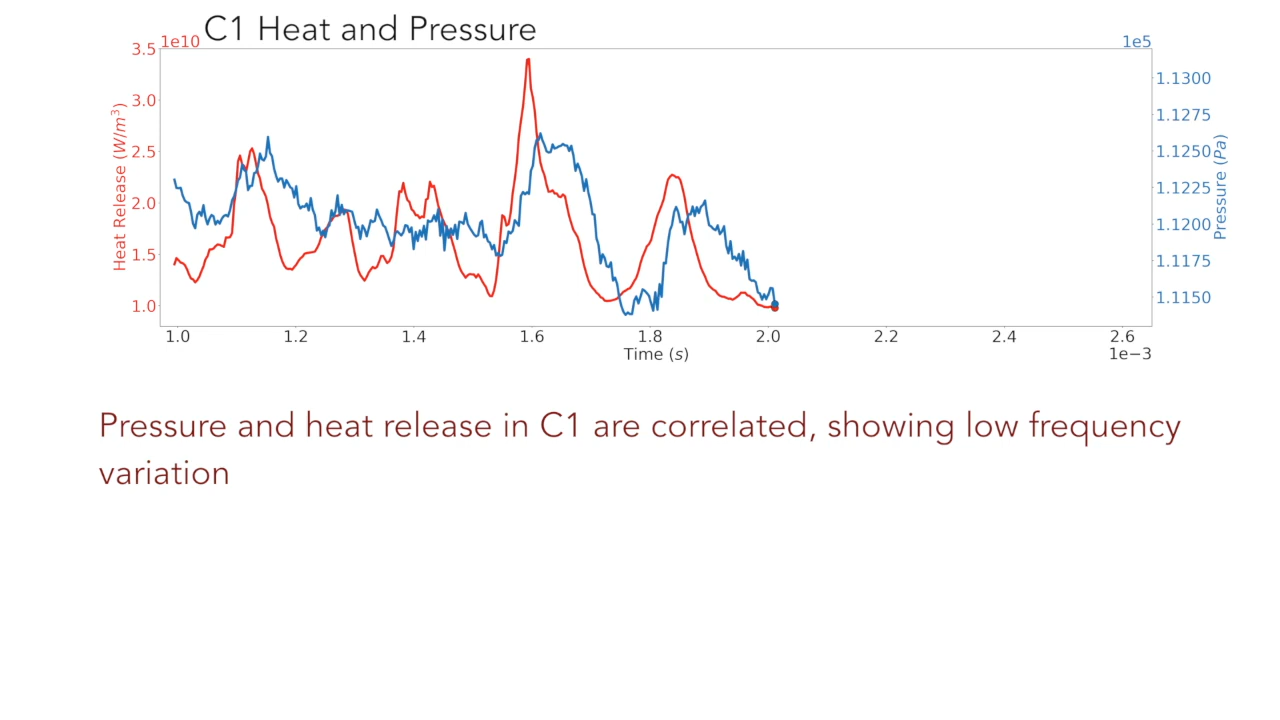 C1 Heat and Pressure
1e10
1e5
3.5
3.0
2.5
2.0
1.5
1.0
Heat Release (W/m³)
1.1300
1.1275
1.1250
1.1225
1.1200
1.1175
1.1150
Pressure (Pa)
1.0 1.2 1.4 1.6 1.8 2.0 2.2 2.4 2.6
Time (s)
1e−3
Pressure and heat release in C1 are correlated, showing low frequency
variation